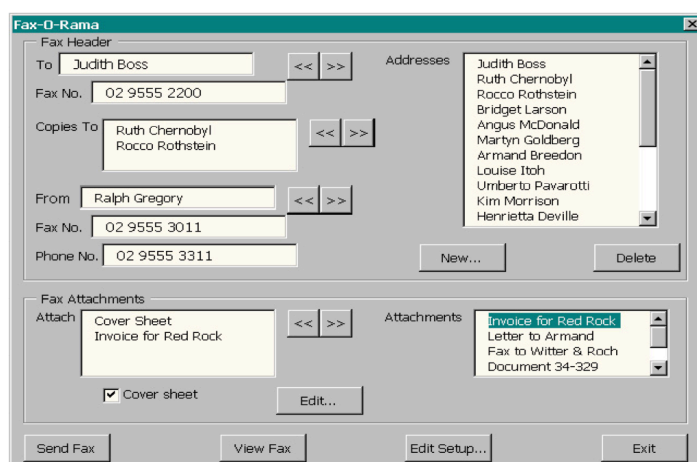 Fax-O-Rama
Fax Header
To Judith Boss << >>
Fax No. 02 9555 2200
Copies To Ruth Chernobyl << >>
Rocco Rothstein
From Ralph Gregory << >>
Fax No. 02 9555 3011
Phone No. 02 9555 3311
Addresses Judith Boss
Ruth Chernobyl
Rocco Rothstein
Bridget Larson
Angus McDonald
Martyn Goldberg
Armand Breedon
Louise Itoh
Umberto Pavarotti
Kim Morrison
Henrietta Deville
New... Delete
Fax Attachments
Attach Cover Sheet << >>
Invoice for Red Rock
Cover sheet
Edit...
Attachments Invoice for Red Rock
Letter to Armand
Fax to Witter & Roch
Document 34-329
Send Fax View Fax Edit Setup... Exit